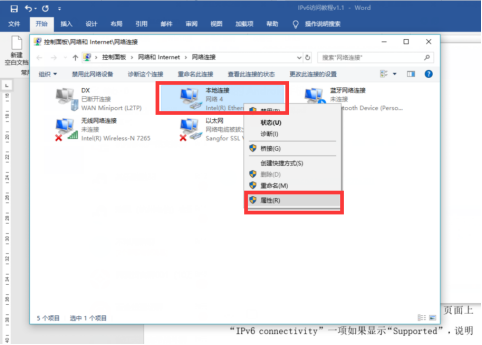 IPv6访问教程v1.1 - Word
文件 开始 插入 设计 布局 引用 邮件 审阅 视图 加载项 帮助 操作说明搜索
新建
空白文档
控制面板\网络和 Internet\网络连接
控制面板 > 网络和 Internet > 网络连接
搜索"网络连接"
组织 禁用此网络设备 诊断这个连接 重命名此连接 查看此连接的状态 更改此连接的设置
DX
已断开连接
WAN Miniport (L2TP)
本地连接
网络 4
Intel(R) Ethern
蓝牙网络连接
未连接
tooth Device (Perso...
无线网络连接
未连接
Intel(R) Wireless-N 7265
以太网
网络电缆被拔
Sangfor SSL
禁用(B)
状态(U)
诊断(I)
桥接(G)
创建快捷方式(S)
删除(D)
重命名(M)
属性(R)
5 个项目 选中 1 个项目
页面上
“IPv6 connectivity”一项如果显示“Supported”，说明